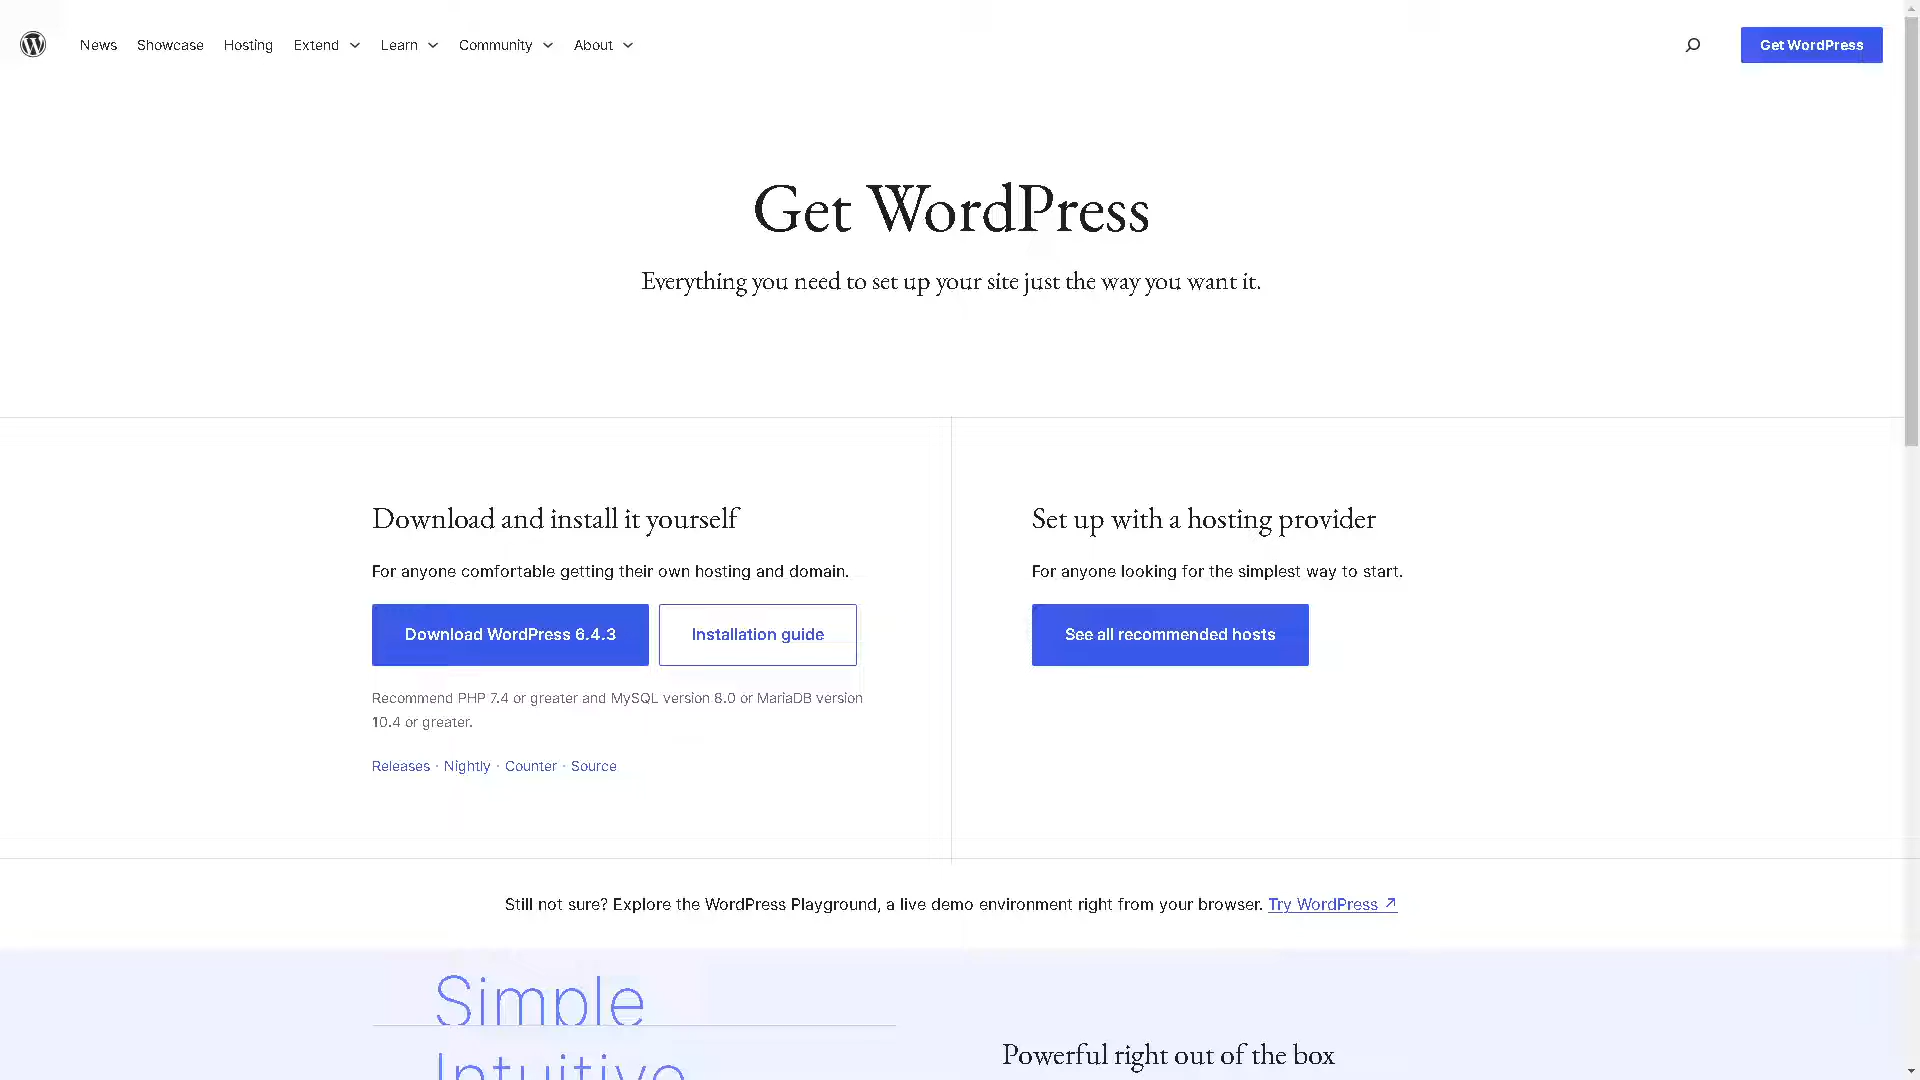 News Showcase Hosting Extend Learn Community About Get WordPress
Get WordPress
Everything you need to set up your site just the way you want it.
Download and install it yourself
For anyone comfortable getting their own hosting and domain.
Download WordPress 6.4.3 Installation guide
Recommend PHP 7.4 or greater and MySQL version 8.0 or MariaDB version
10.4 or greater.
Releases · Nightly · Counter · Source
Set up with a hosting provider
For anyone looking for the simplest way to start.
See all recommended hosts
Still not sure? Explore the WordPress Playground, a live demo environment right from your browser. Try WordPress ↗
Simple
Intuitive
Powerful right out of the box